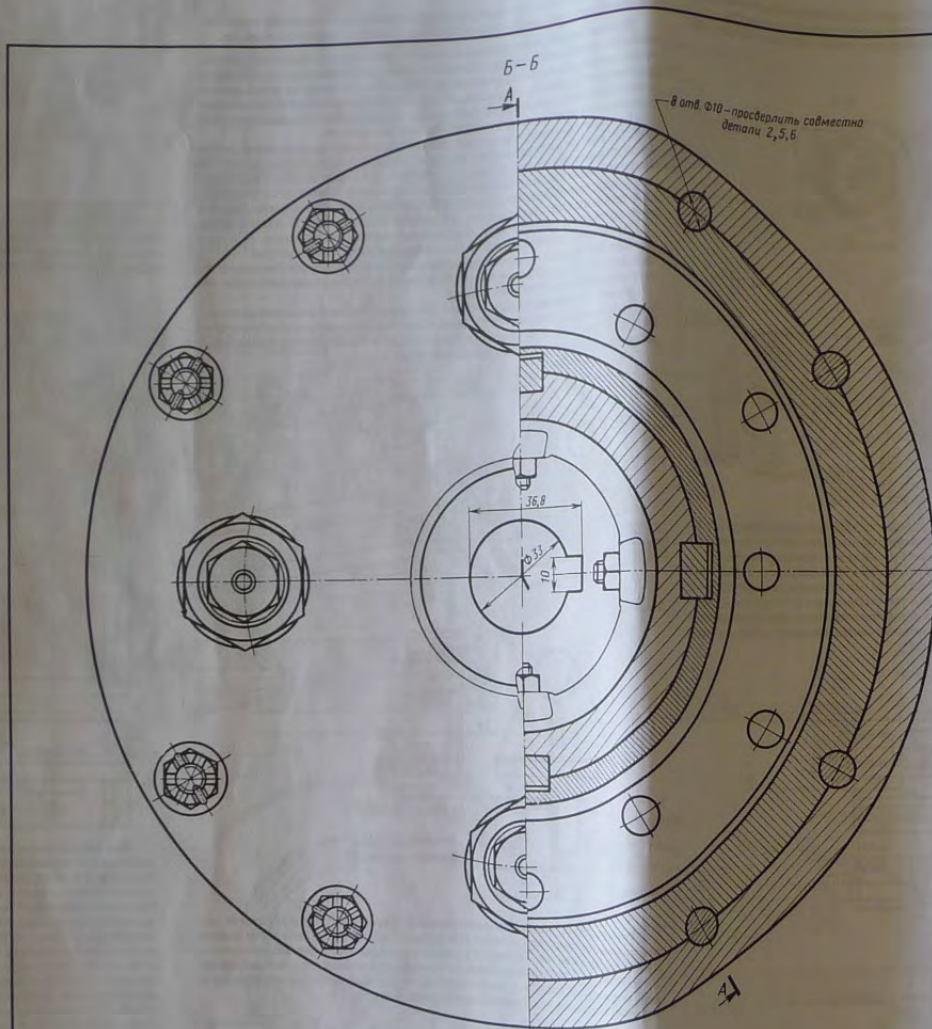 Б-Б
А
8 отв. Ф10-просверлить совместно
детали 2,5,6
36,8
Ф33
10
А